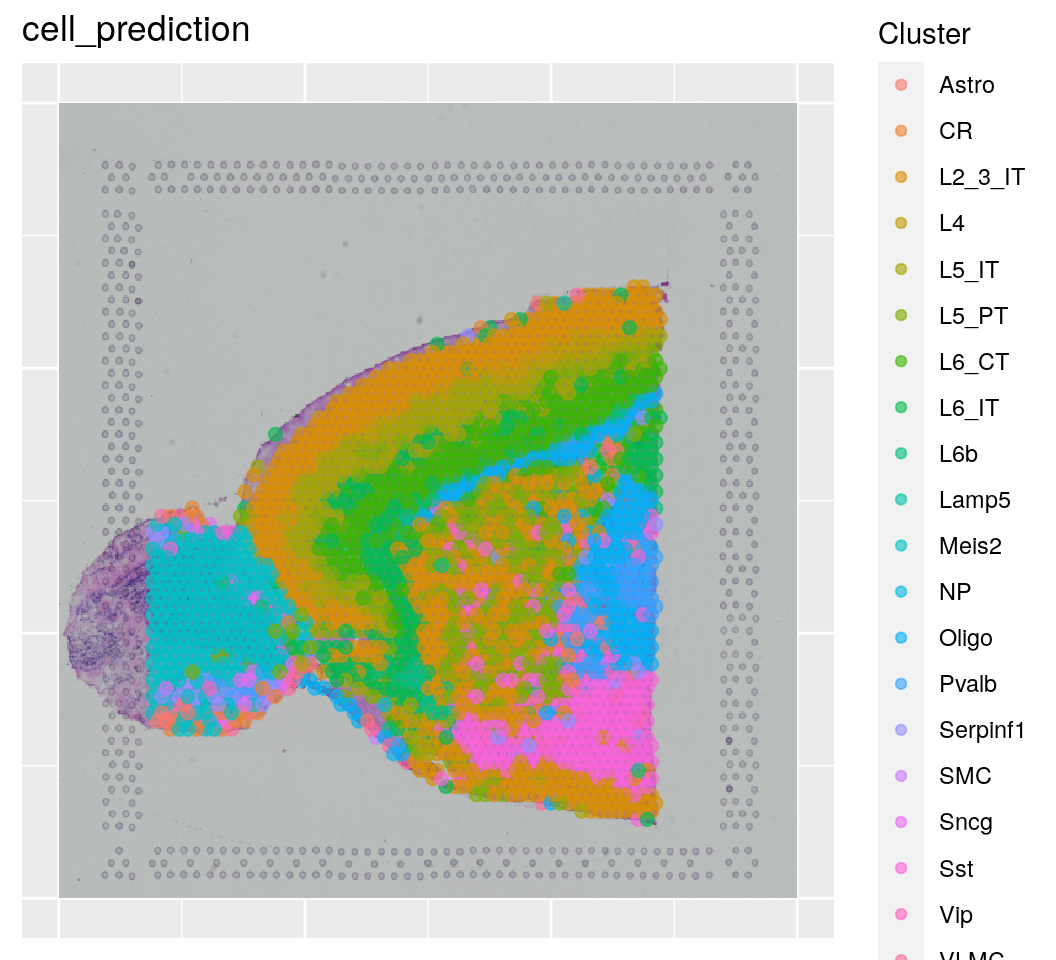 cell_prediction
Cluster
Astro
CR
L2_3_IT
L4
L5_IT
L5_PT
L6_CT
L6_IT
L6b
Lamp5
Meis2
NP
Oligo
Pvalb
Serpinf1
SMC
Sncg
Sst
Vip
VLMC